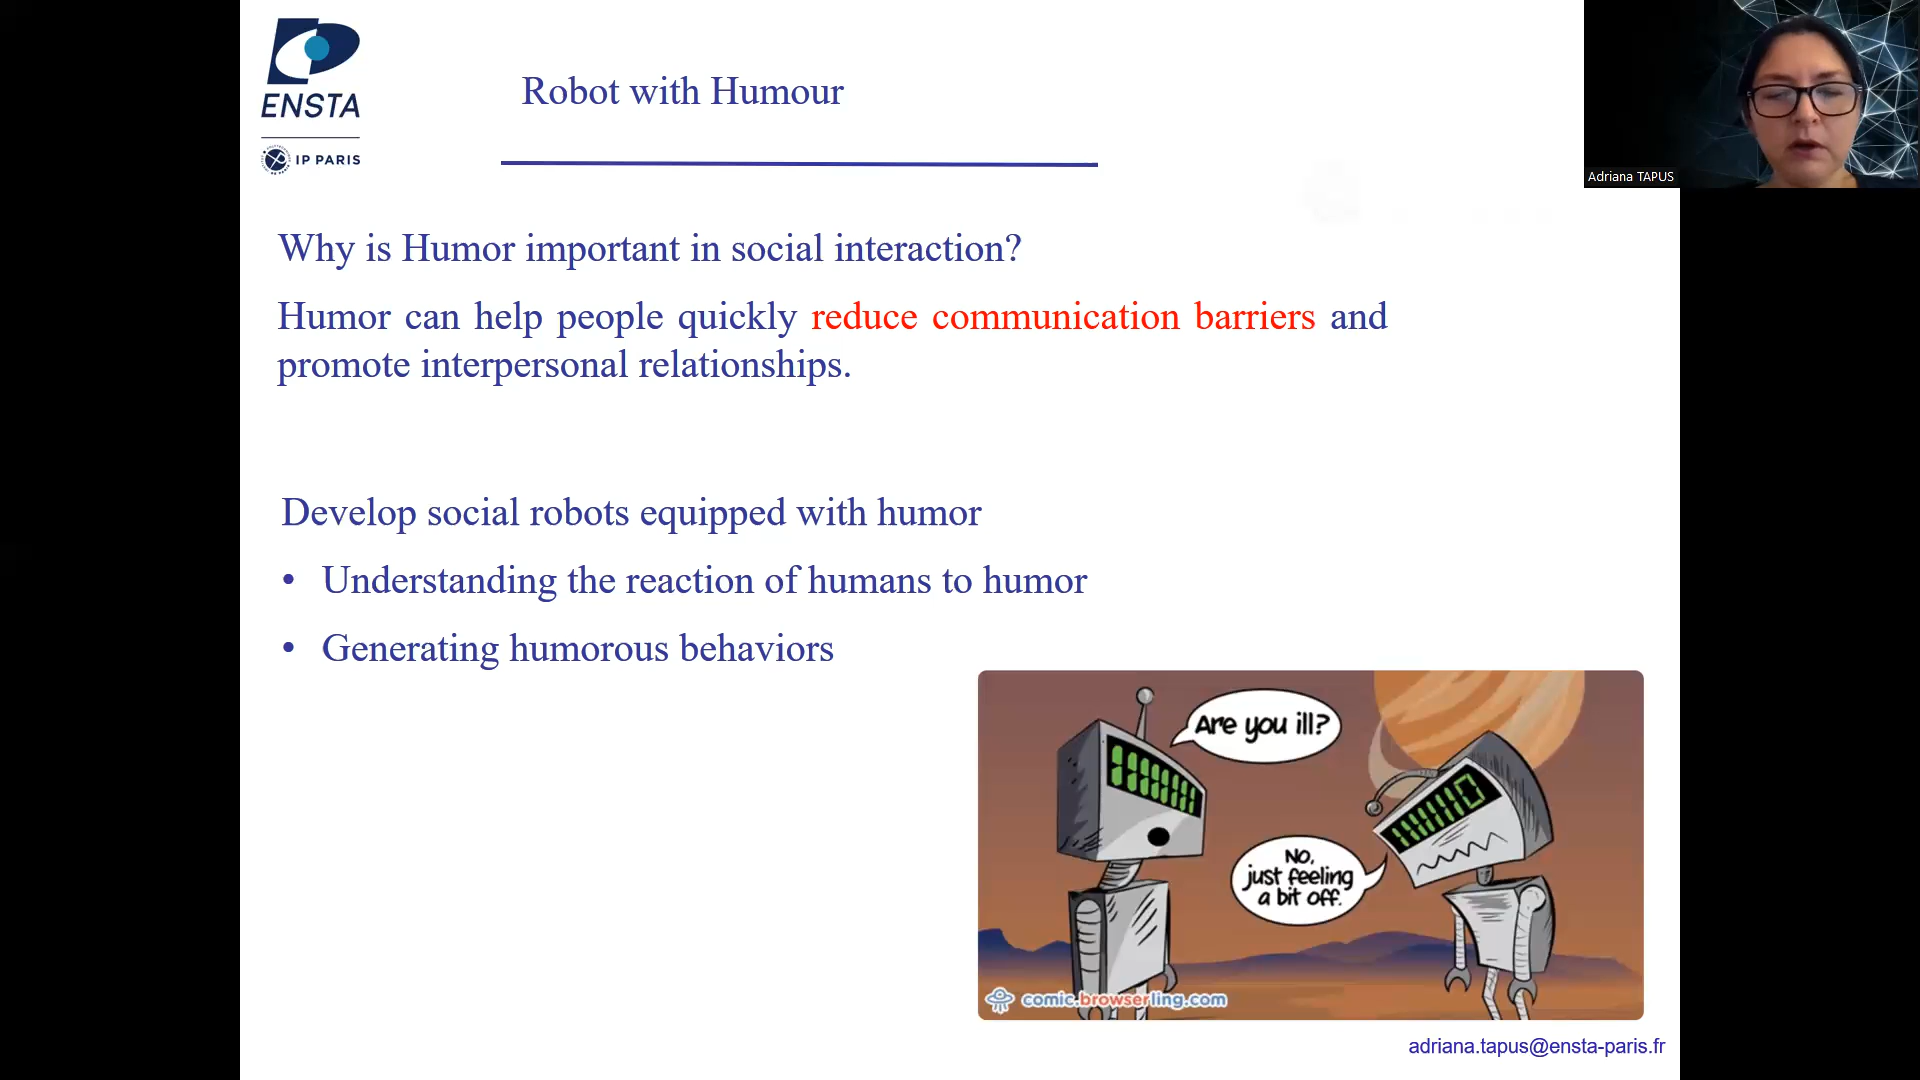 ENSTA
IP PARIS
Robot with Humour
Adriana TAPUS
Why is Humor important in social interaction?
Humor can help people quickly reduce communication barriers and
promote interpersonal relationships.
Develop social robots equipped with humor
• Understanding the reaction of humans to humor
• Generating humorous behaviors
Are you ill?
No,
just feeling
a bit off.
comic.browserling.com
adriana.tapus@ensta-paris.fr